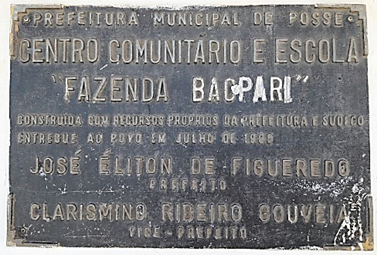 PREFEITURA MUNICIPAL DE POSSE
CENTRO COMUNITÁRIO E ESCOLA
"FAZENDA BACPARI"
CONSTRUIDA COM RECURSOS PRÓPRIOS DA PREFEITURA E SUDECO
ENTREGUE AO POVO EM JULHO DE
JOSÉ ÉLITON DE FIGUEREDO
PREFEITO
CLARISMINO RIBEIRO GOUVEIA
VICE - PREFEITO